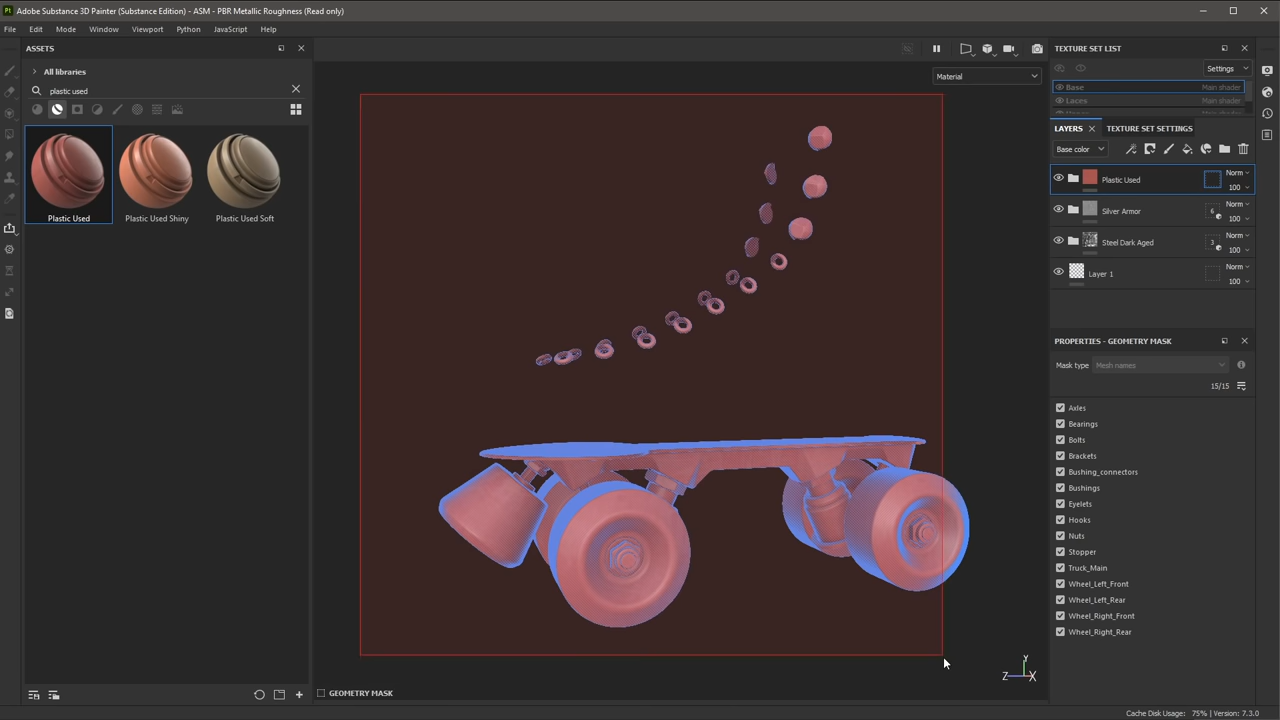 Pt Adobe Substance 3D Painter (Substance Edition) - ASM - PBR Metallic Roughness (Read only)
File Edit Mode Window Viewport Python JavaScript Help
ASSETS
All libraries
plastic used
Plastic Used Plastic Used Shiny Plastic Used Soft
Material
GEOMETRY MASK
Y
Z X
TEXTURE SET LIST
Settings
Base Main shader
Laces Main shader
LAYERS TEXTURE SET SETTINGS
Base color
Plastic Used Norm
100
Silver Armor 6 Norm
100
Steel Dark Aged 3 Norm
100
Layer 1 Norm
100
PROPERTIES - GEOMETRY MASK
Mask type Mesh names
15/15
Axles
Bearings
Bolts
Brackets
Bushing_connectors
Bushings
Eyelets
Hooks
Nuts
Stopper
Truck_Main
Wheel_Left_Front
Wheel_Left_Rear
Wheel_Right_Front
Wheel_Right_Rear
Cache Disk Usage: 75% | Version: 7.3.0